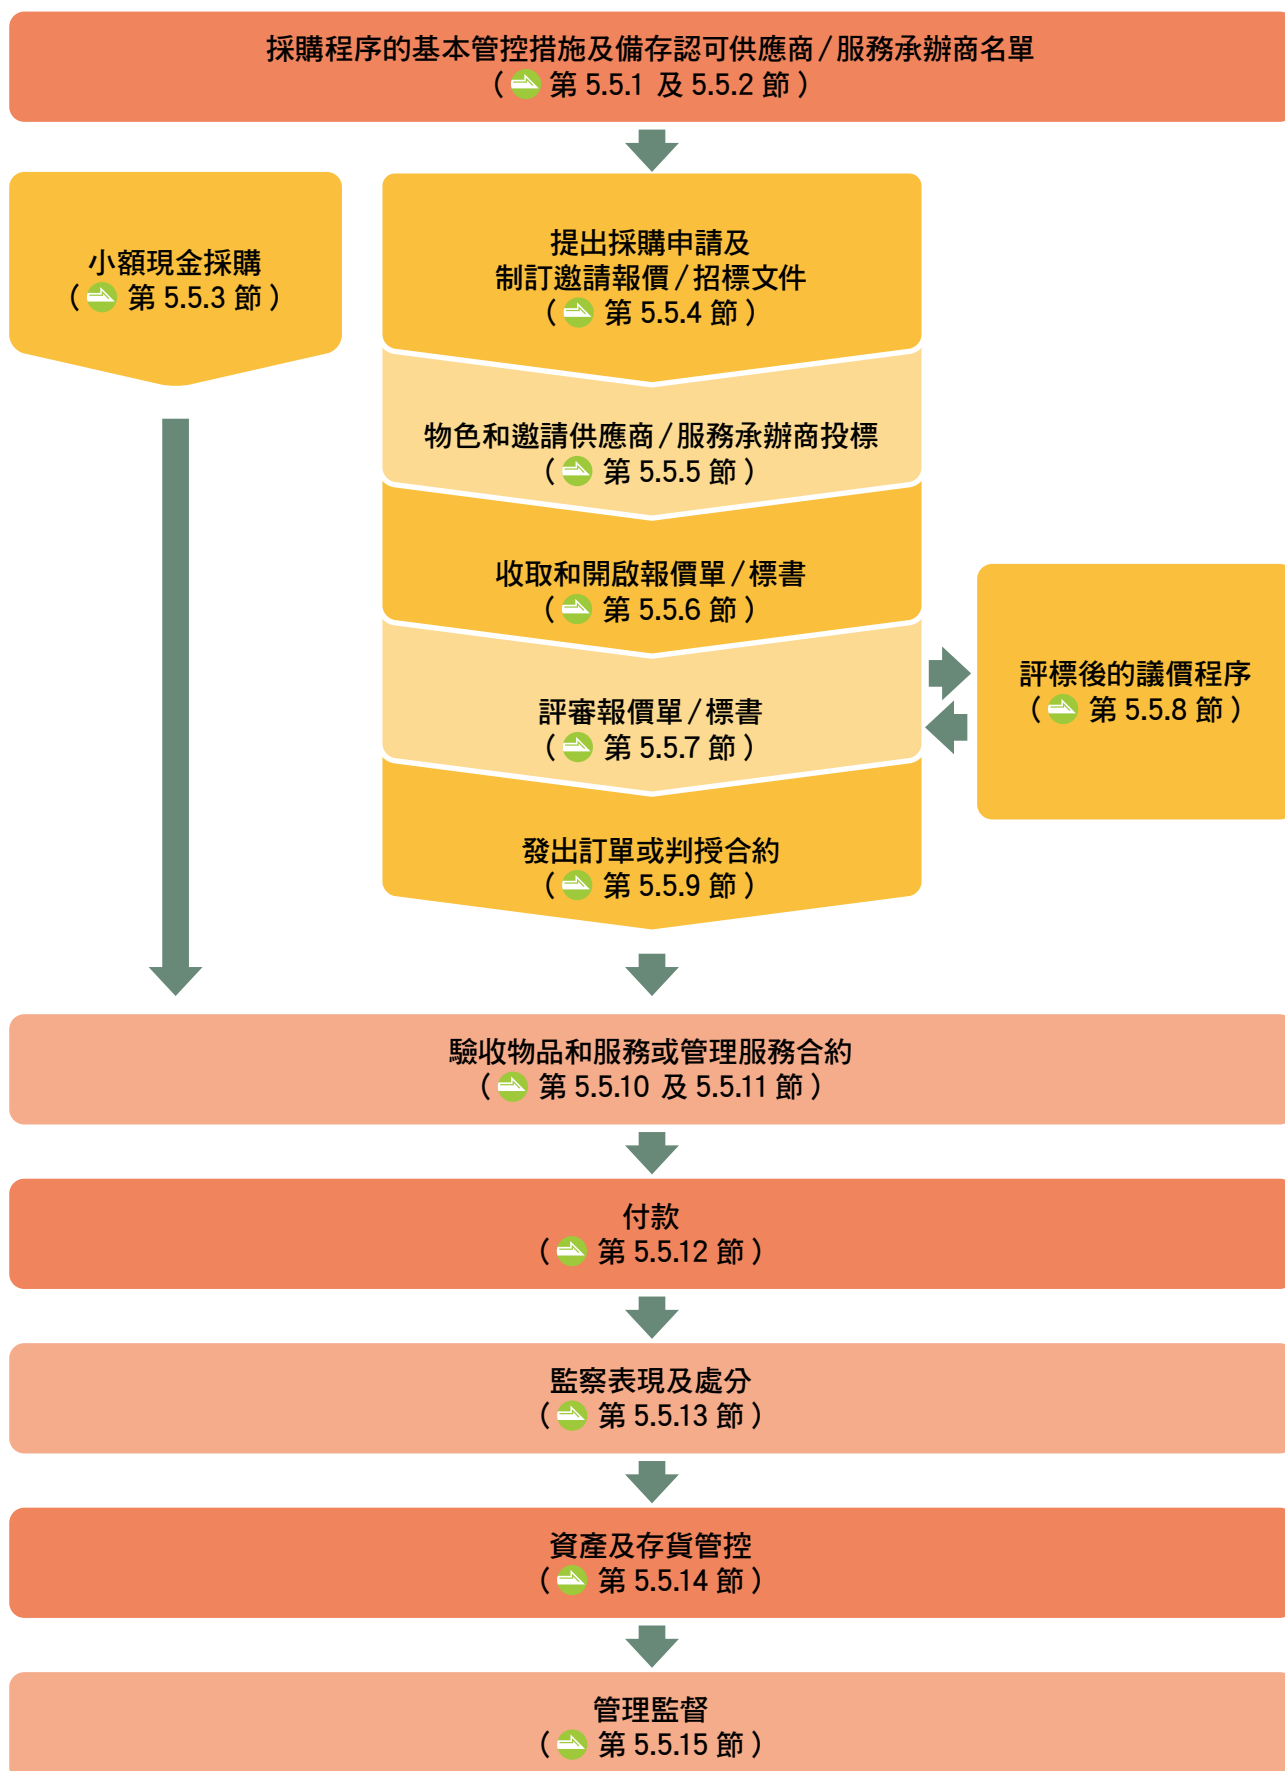 採購程序的基本管控措施及備存認可供應商/服務承辦商名單
( 第 5.5.1 及 5.5.2 節 )
小額現金採購
( 第 5.5.3 節 )
提出採購申請及
制訂邀請報價/招標文件
( 第 5.5.4 節 )
物色和邀請供應商/服務承辦商投標
( 第 5.5.5 節 )
收取和開啟報價單/標書
( 第 5.5.6 節 )
評審報價單/標書
( 第 5.5.7 節 )
評標後的議價程序
( 第 5.5.8 節 )
發出訂單或判授合約
( 第 5.5.9 節 )
驗收物品和服務或管理服務合約
( 第 5.5.10 及 5.5.11 節 )
付款
( 第 5.5.12 節 )
監察表現及處分
( 第 5.5.13 節 )
資產及存貨管控
( 第 5.5.14 節 )
管理監督
( 第 5.5.15 節 )